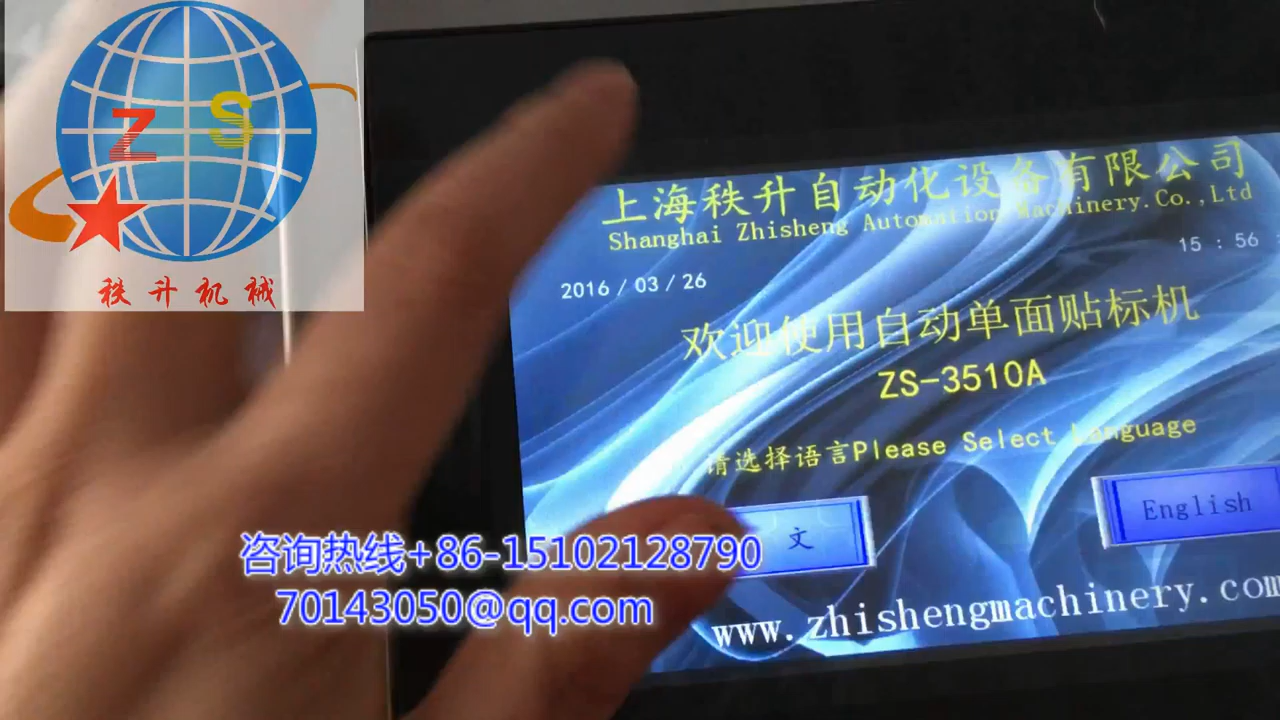 Z S
秩升机械
上海秩升自动化设备有限公司
Shanghai Zhisheng Automation Machinery.Co.,Ltd
15 : 56
2016 / 03 / 26
欢迎使用自动单面贴标机
ZS-3510A
请选择语言Please Select Language
文
English
www.zhishengmachinery.com
咨询热线+86-15102128790
70143050@qq.com